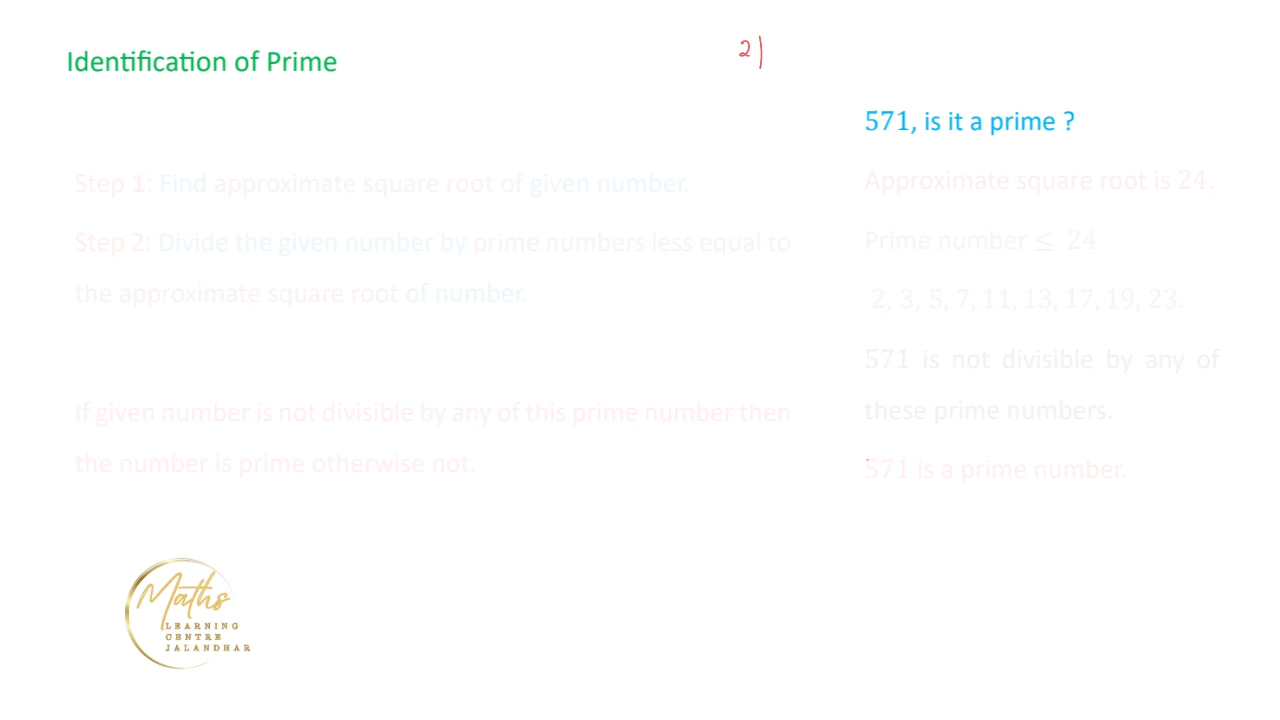 Identification of Prime
2)
571, is it a prime ?
Step 1: Find approximate square root of given number.
Step 2: Divide the given number by prime numbers less equal to
the approximate square root of number.
If given number is not divisible by any of this prime number then
the number is prime otherwise not.
Approximate square root is 24.
Prime number ≤ 24
2, 3, 5, 7, 11, 13, 17, 19, 23.
571 is not divisible by any of
these prime numbers.
571 is a prime number.
Maths
LEARNING
CENTRE
JALANDHAR